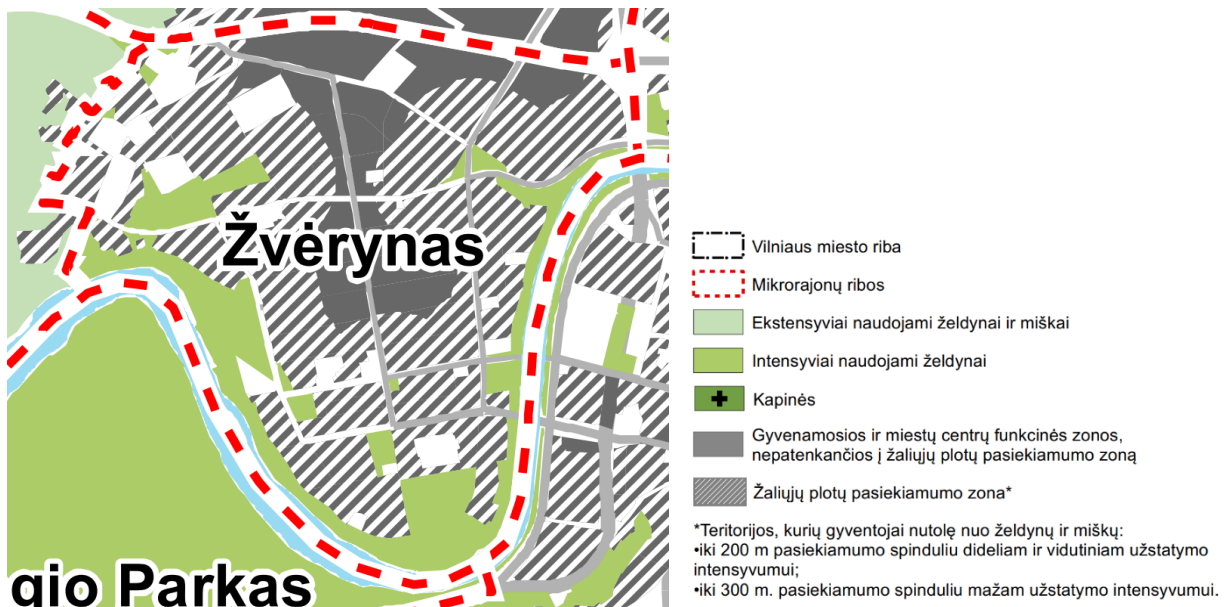 Žvėrynas
gio Parkas
Vilniaus miesto riba
Mikrorajonų ribos
Ekstensyviai naudojami želdynai ir miškai
Intensyviai naudojami želdynai
Kapinės
Gyvenamosios ir miestų centrų funkcinės zonos,
nepatenkančios į žaliųjų plotų pasiekiamumo zoną
Žaliųjų plotų pasiekiamumo zona*
*Teritorijos, kurių gyventojai nutolę nuo želdynų ir miškų:
•iki 200 m pasiekiamumo spinduliu dideliam ir vidutiniam užstatymo
intensyvumui;
•iki 300 m. pasiekiamumo spinduliu mažam užstatymo intensyvumui.